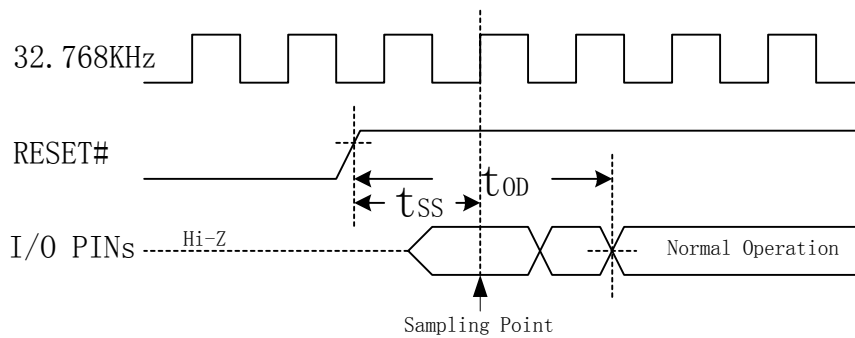 32.768KHz
RESET#
tOD
tSS
I/O PINs
Hi-Z
Normal Operation
Sampling Point